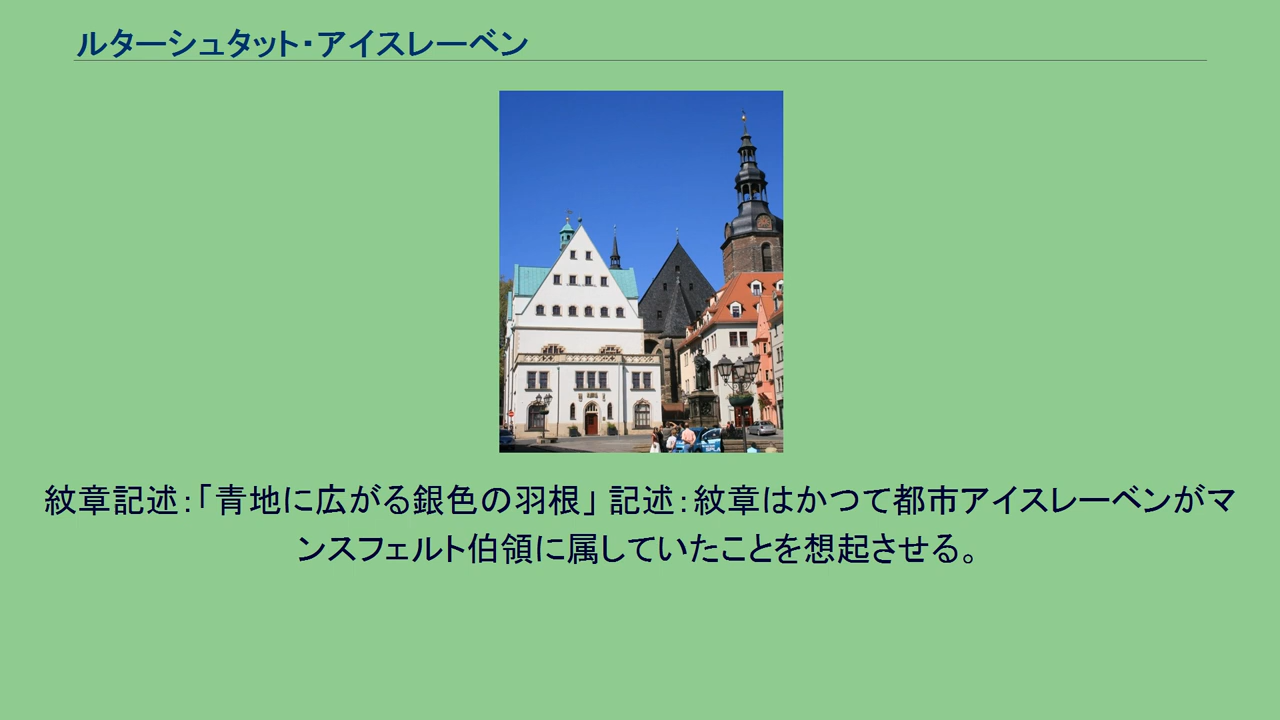 ルターシュタット・アイスレーベン
紋章記述：「青地に広がる銀色の羽根」 記述：紋章はかつて都市アイスレーベンがマ
ンスフェルト伯領に属していたことを想起させる。